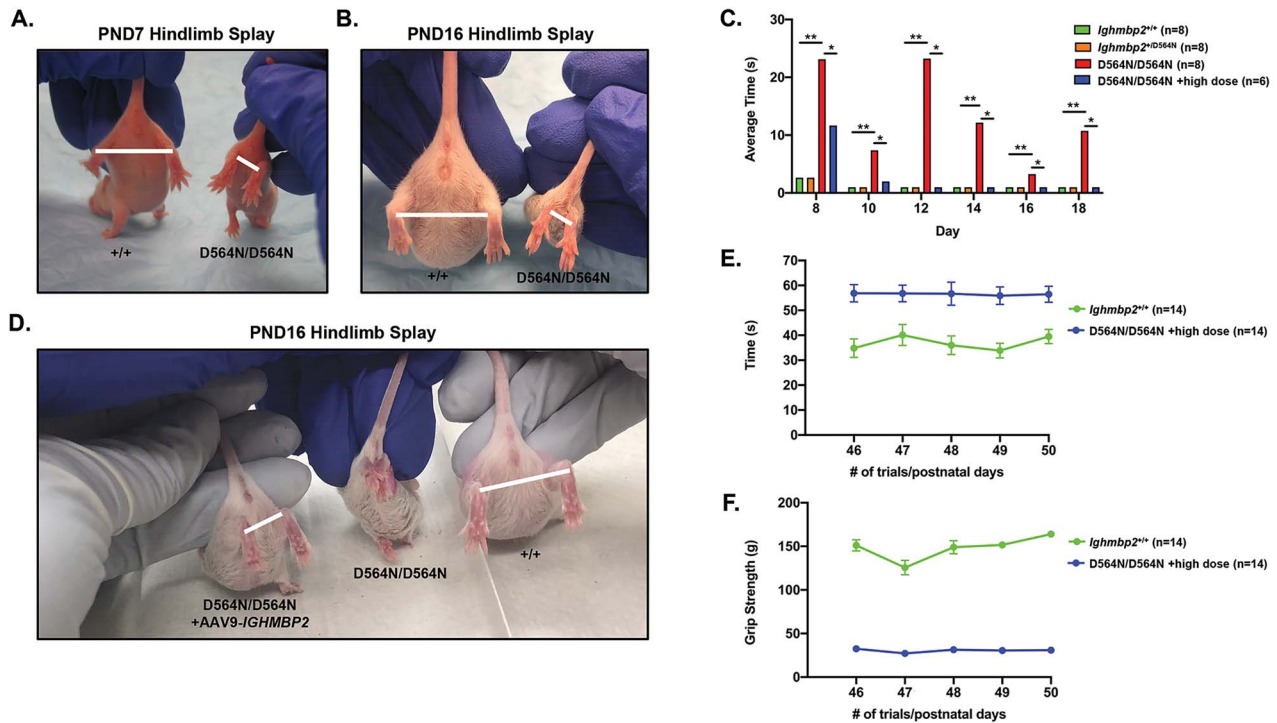 A.
PND7 Hindlimb Splay
+/+
D564N/D564N
B.
PND16 Hindlimb Splay
+/+
D564N/D564N
C.
30
20
10
0
Average Time (s)
8 10 12 14 16 18
Day
** * ** * ** * ** * ** * ** *
Ighmbp2+/+ (n=8)
Ighmbp2+/D564N (n=8)
D564N/D564N (n=8)
D564N/D564N +high dose (n=6)
D.
PND16 Hindlimb Splay
D564N/D564N
+AAV9-IGHMBP2
D564N/D564N
+/+
E.
70
60
50
40
30
20
10
0
Time (s)
46 47 48 49 50
# of trials/postnatal days
Ighmbp2+/+ (n=14)
D564N/D564N +high dose (n=14)
F.
200
150
100
50
0
Grip Strength (g)
46 47 48 49 50
# of trials/postnatal days
Ighmbp2+/+ (n=14)
D564N/D564N +high dose (n=14)